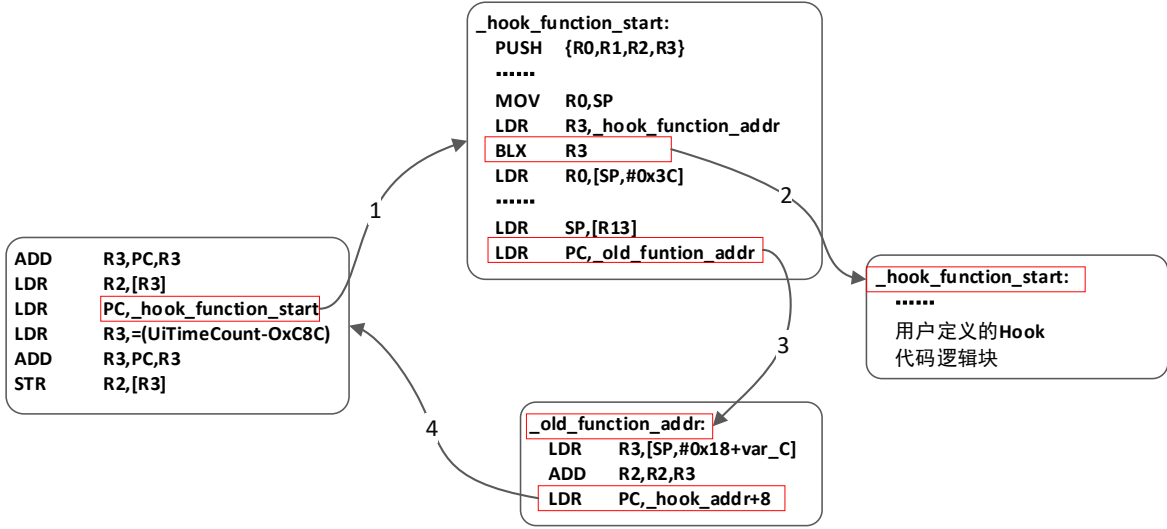 _hook_function_start:
PUSH {R0,R1,R2,R3}
......
MOV R0,SP
LDR R3,_hook_function_addr
BLX R3
LDR R0,[SP,#0x3C]
......
LDR SP,[R13]
LDR PC,_old_funtion_addr
1
2
3
4
ADD R3,PC,R3
LDR R2,[R3]
LDR PC,_hook_function_start
LDR R3,=(UiTimeCount-OxC8C)
ADD R3,PC,R3
STR R2,[R3]
_hook_function_start:
......
用户定义的Hook
代码逻辑块
_old_function_addr:
LDR R3,[SP,#0x18+var_C]
ADD R2,R2,R3
LDR PC,_hook_addr+8